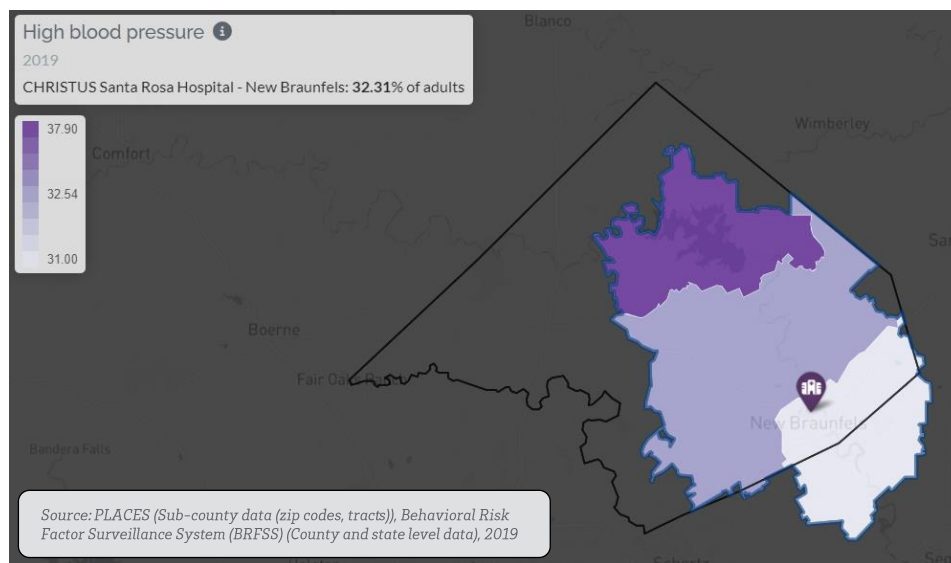 High blood pressure
2019
CHRISTUS Santa Rosa Hospital - New Braunfels: 32.31% of adults
37.90
32.54
31.00
Blanco
Wimberley
Comfort
Boerne
Fair Oaks Ranch
New Braunfels
Bandera Falls
Source: PLACES (Sub-county data (zip codes, tracts)), Behavioral Risk
Factor Surveillance System (BRFSS) (County and state level data), 2019